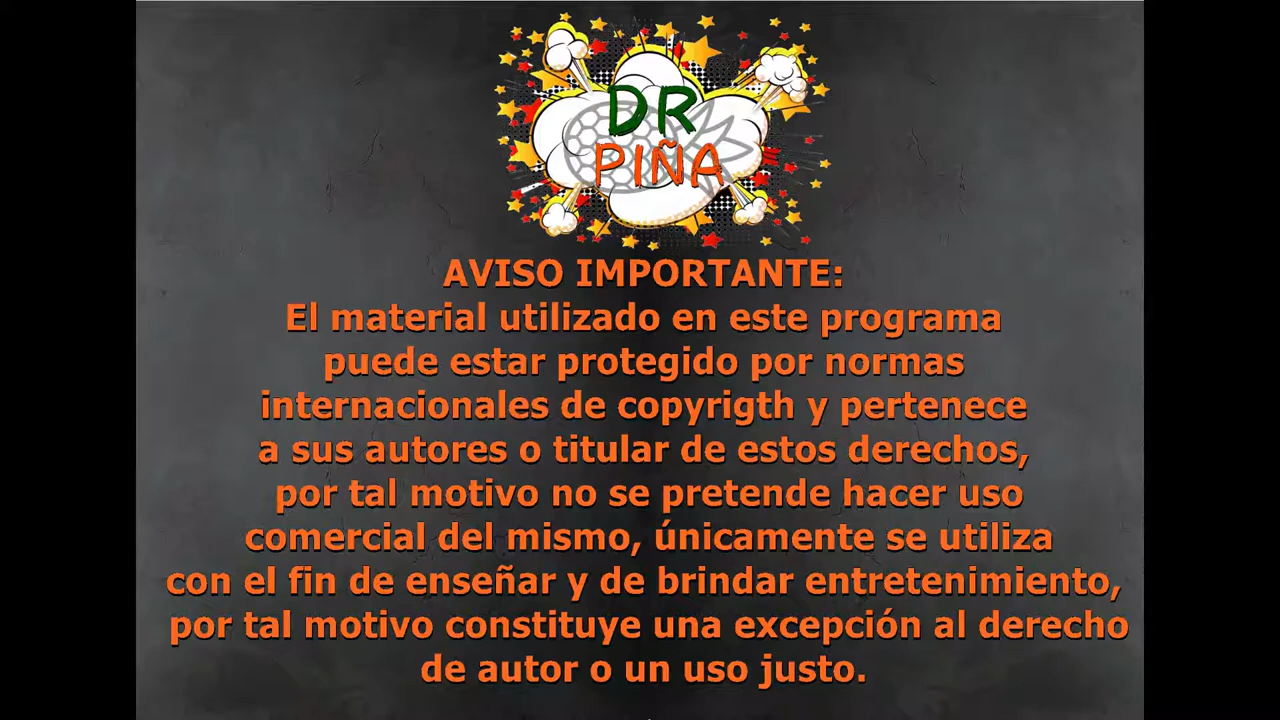 DR
PIÑA
AVISO IMPORTANTE:
El material utilizado en este programa
puede estar protegido por normas
internacionales de copyrigth y pertenece
a sus autores o titular de estos derechos,
por tal motivo no se pretende hacer uso
comercial del mismo, únicamente se utiliza
con el fin de enseñar y de brindar entretenimiento,
por tal motivo constituye una excepción al derecho
de autor o un uso justo.